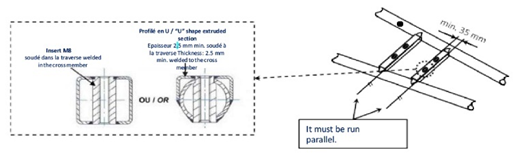 Insert M8
soudé dans la traverse welded
in the cross member
Profilé en U / "U" shape extruded
section
Epaisseur 2,5 mm min. soudé à
la traverse Thickness: 2.5 mm
min. welded to the cross
member
OU / OR
min. 35 mm
It must be run
parallel.